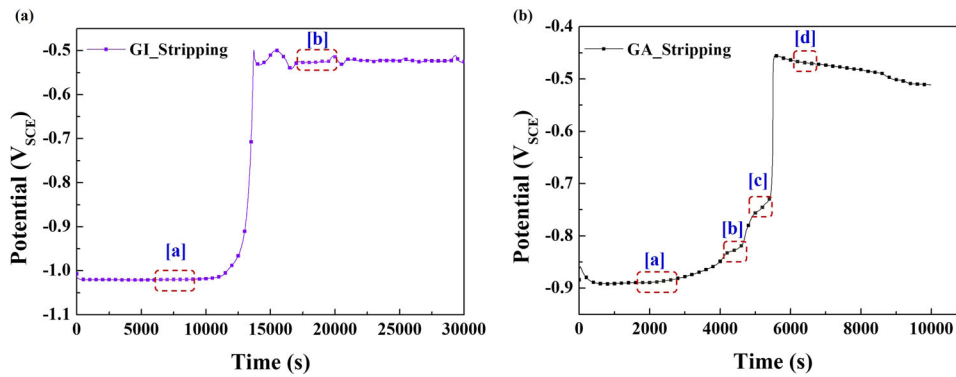 (a)
GI_Stripping
[b]
[a]
-0.5
-0.6
-0.7
-0.8
-0.9
-1.0
-1.1
Potential (V_SCE)
0
5000
10000
15000
20000
25000
30000
Time (s)
(b)
GA_Stripping
[d]
[c]
[b]
[a]
-0.4
-0.5
-0.6
-0.7
-0.8
-0.9
Potential (V_SCE)
0
2000
4000
6000
8000
10000
Time (s)